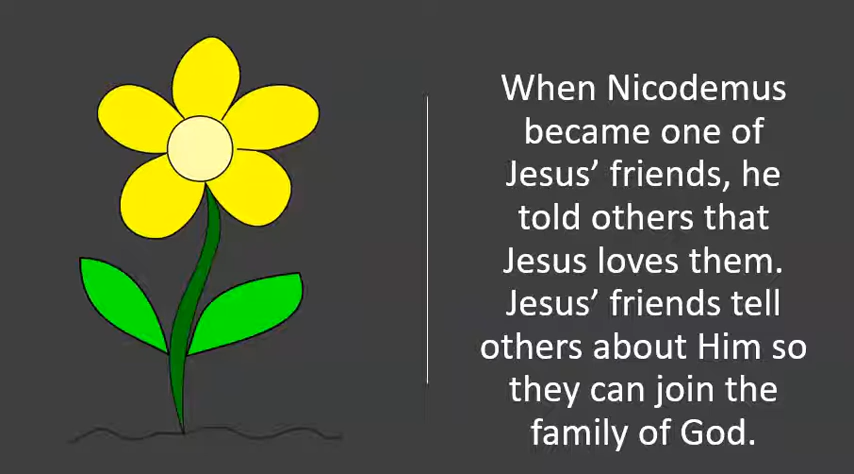 When Nicodemus
became one of
Jesus’ friends, he
told others that
Jesus loves them.
Jesus’ friends tell
others about Him so
they can join the
family of God.